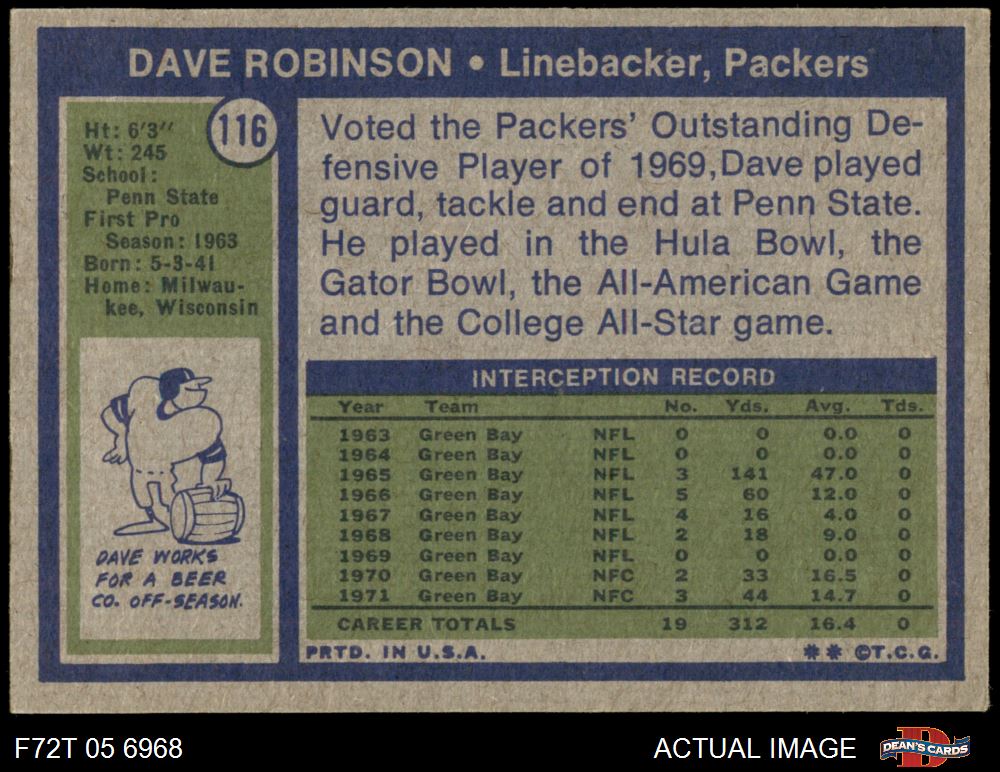 DAVE ROBINSON • Linebacker, Packers
116
Ht: 6'3"
Wt: 245
School:
Penn State
First Pro
Season: 1963
Born: 5-3-41
Home: Milwau-
kee, Wisconsin
DAVE WORKS
FOR A BEER
CO. OFF-SEASON.
Voted the Packers' Outstanding De-
fensive Player of 1969, Dave played
guard, tackle and end at Penn State.
He played in the Hula Bowl, the
Gator Bowl, the All-American Game
and the College All-Star game.
INTERCEPTION RECORD
Year Team No. Yds. Avg. Tds.
1963 Green Bay NFL 0 0 0.0 0
1964 Green Bay NFL 0 0 0.0 0
1965 Green Bay NFL 3 141 47.0 0
1966 Green Bay NFL 5 60 12.0 0
1967 Green Bay NFL 4 16 4.0 0
1968 Green Bay NFL 2 18 9.0 0
1969 Green Bay NFL 0 0 0.0 0
1970 Green Bay NFC 2 33 16.5 0
1971 Green Bay NFC 3 44 14.7 0
CAREER TOTALS 19 312 16.4 0
PRTD. IN U.S.A. ** ©T.C.G.
F72T 05 6968 ACTUAL IMAGE DEAN'S CARDS